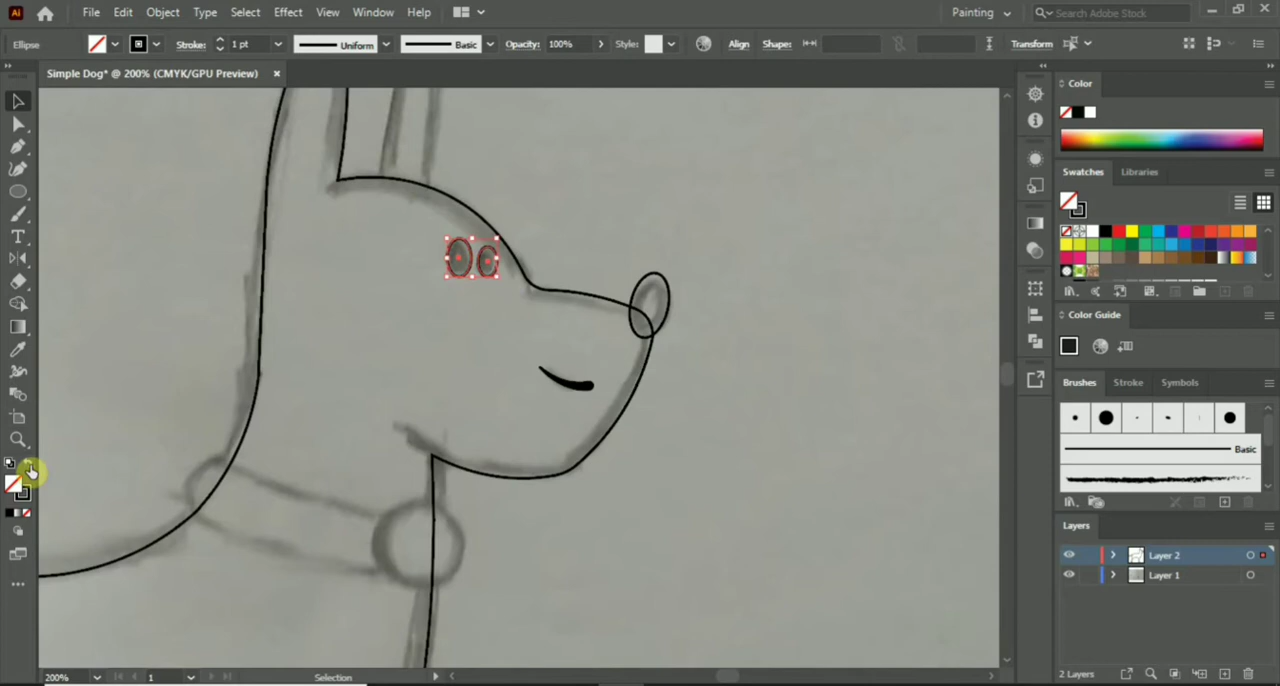 Ai File Edit Object Type Select Effect View Window Help Painting Search Adobe Stock
Ellipse Stroke: 1 pt Uniform Basic Opacity: 100% Style: Align Shape: Transform
Simple Dog* @ 200% (CMYK/GPU Preview)
Color
Swatches Libraries
Color Guide
Brushes Stroke Symbols
Basic
Layers
Layer 2
Layer 1
2 Layers
200% 1 Selection